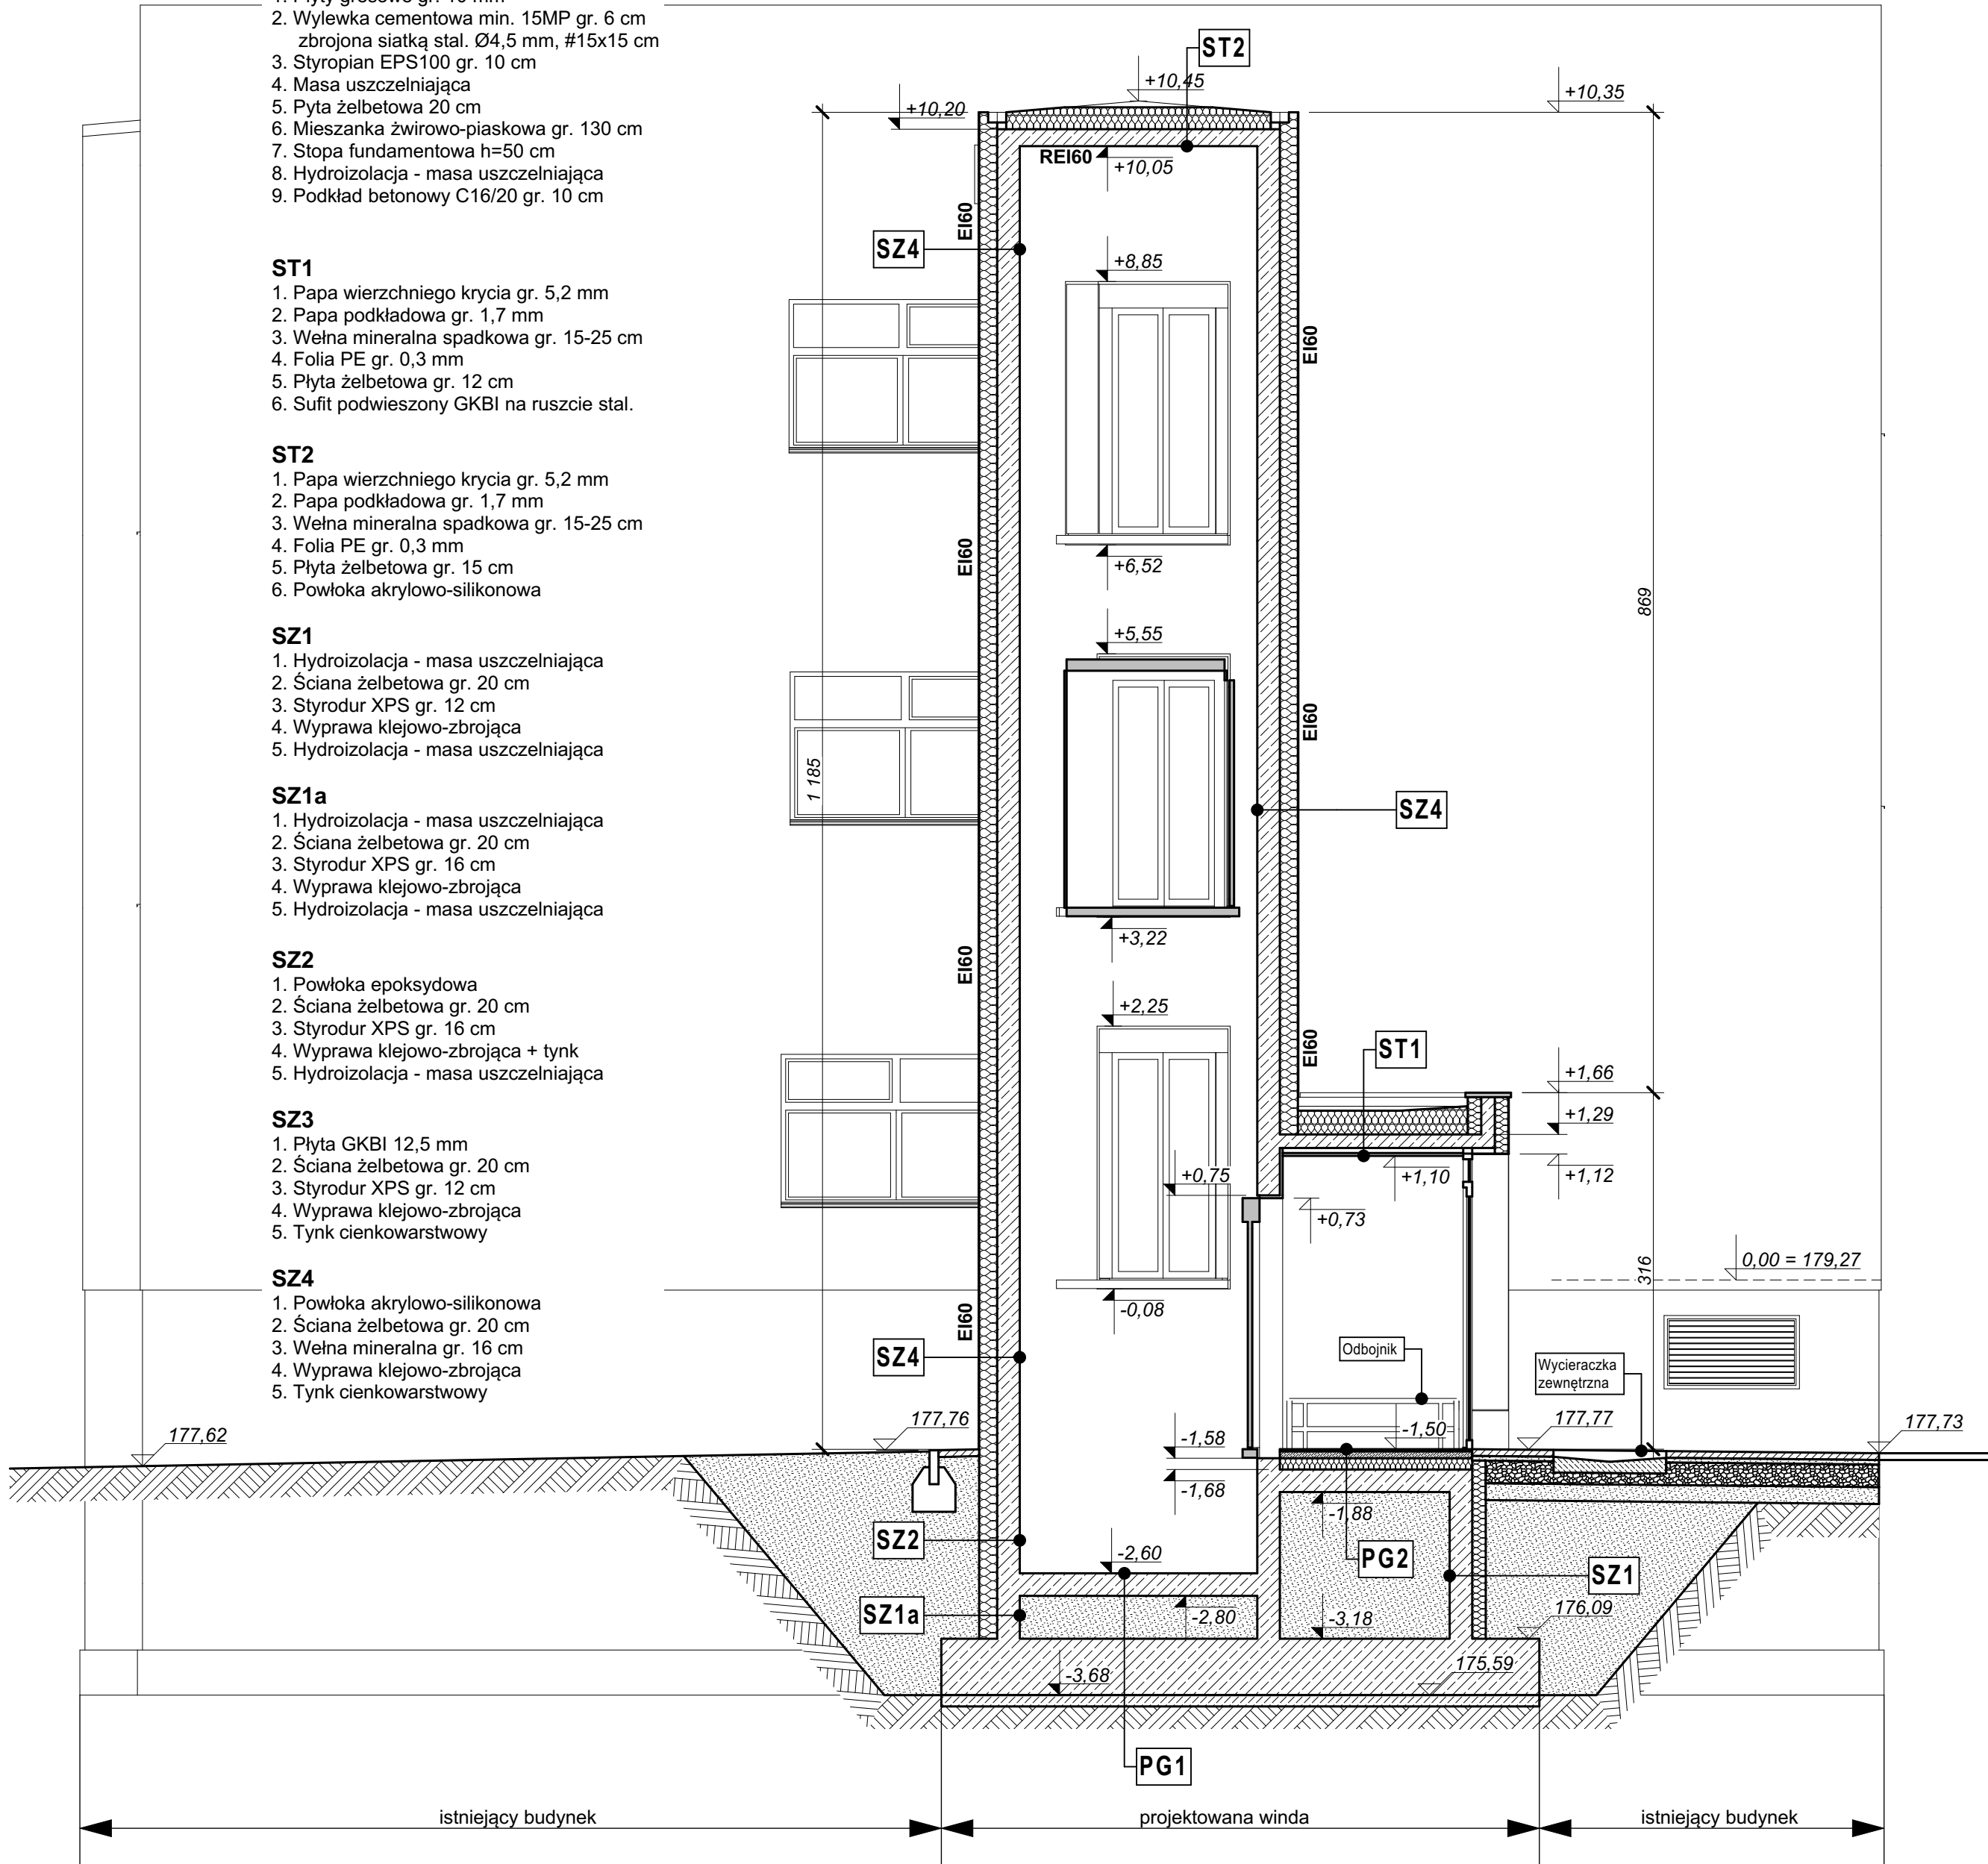 2. Wylewka cementowa min. 15MP gr. 6 cm
zbrojona siatką stal. Ø4,5 mm, #15x15 cm
3. Styropian EPS100 gr. 10 cm
4. Masa uszczelniająca
5. Pyta żelbetowa 20 cm
6. Mieszanka żwirowo-piaskowa gr. 130 cm
7. Stopa fundamentowa h=50 cm
8. Hydroizolacja - masa uszczelniająca
9. Podkład betonowy C16/20 gr. 10 cm
ST1
1. Papa wierzchniego krycia gr. 5,2 mm
2. Papa podkładowa gr. 1,7 mm
3. Wełna mineralna spadkowa gr. 15-25 cm
4. Folia PE gr. 0,3 mm
5. Płyta żelbetowa gr. 12 cm
6. Sufit podwieszony GKBI na ruszcie stal.
ST2
1. Papa wierzchniego krycia gr. 5,2 mm
2. Papa podkładowa gr. 1,7 mm
3. Wełna mineralna spadkowa gr. 15-25 cm
4. Folia PE gr. 0,3 mm
5. Płyta żelbetowa gr. 15 cm
6. Powłoka akrylowo-silikonowa
SZ1
1. Hydroizolacja - masa uszczelniająca
2. Ściana żelbetowa gr. 20 cm
3. Styrodur XPS gr. 12 cm
4. Wyprawa klejowo-zbrojąca
5. Hydroizolacja - masa uszczelniająca
SZ1a
1. Hydroizolacja - masa uszczelniająca
2. Ściana żelbetowa gr. 20 cm
3. Styrodur XPS gr. 16 cm
4. Wyprawa klejowo-zbrojąca
5. Hydroizolacja - masa uszczelniająca
SZ2
1. Powłoka epoksydowa
2. Ściana żelbetowa gr. 20 cm
3. Styrodur XPS gr. 16 cm
4. Wyprawa klejowo-zbrojąca + tynk
5. Hydroizolacja - masa uszczelniająca
SZ3
1. Płyta GKBI 12,5 mm
2. Ściana żelbetowa gr. 20 cm
3. Styrodur XPS gr. 12 cm
4. Wyprawa klejowo-zbrojąca
5. Tynk cienkowarstwowy
SZ4
1. Powłoka akrylowo-silikonowa
2. Ściana żelbetowa gr. 20 cm
3. Wełna mineralna gr. 16 cm
4. Wyprawa klejowo-zbrojąca
5. Tynk cienkowarstwowy
ST2
+10,45
+10,35
+10,20
REI60
+10,05
EI60
SZ4
+8,85
EI60
EI60
+6,52
869
+5,55
EI60
1 185
SZ4
+3,22
EI60
+2,25
EI60
ST1
+1,66
+1,29
+1,12
+1,10
+0,75
+0,73
0,00 = 179,27
316
-0,08
EI60
SZ4
Odbojnik
Wycieraczka
zewnętrzna
177,62
177,76
-1,50
177,77
177,73
-1,58
-1,68
-1,88
SZ2
-2,60
PG2
SZ1
SZ1a
-2,80
-3,18
176,09
-3,68
175,59
PG1
istniejący budynek
projektowana winda
istniejący budynek